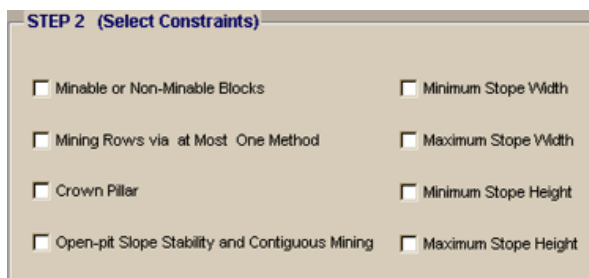 STEP 2 (Select Constraints)
Minable or Non-Minable Blocks
Minimum Stope Width
Mining Rows via at Most One Method
Maximum Stope Width
Crown Pillar
Minimum Stope Height
Open-pit Slope Stability and Contiguous Mining
Maximum Stope Height